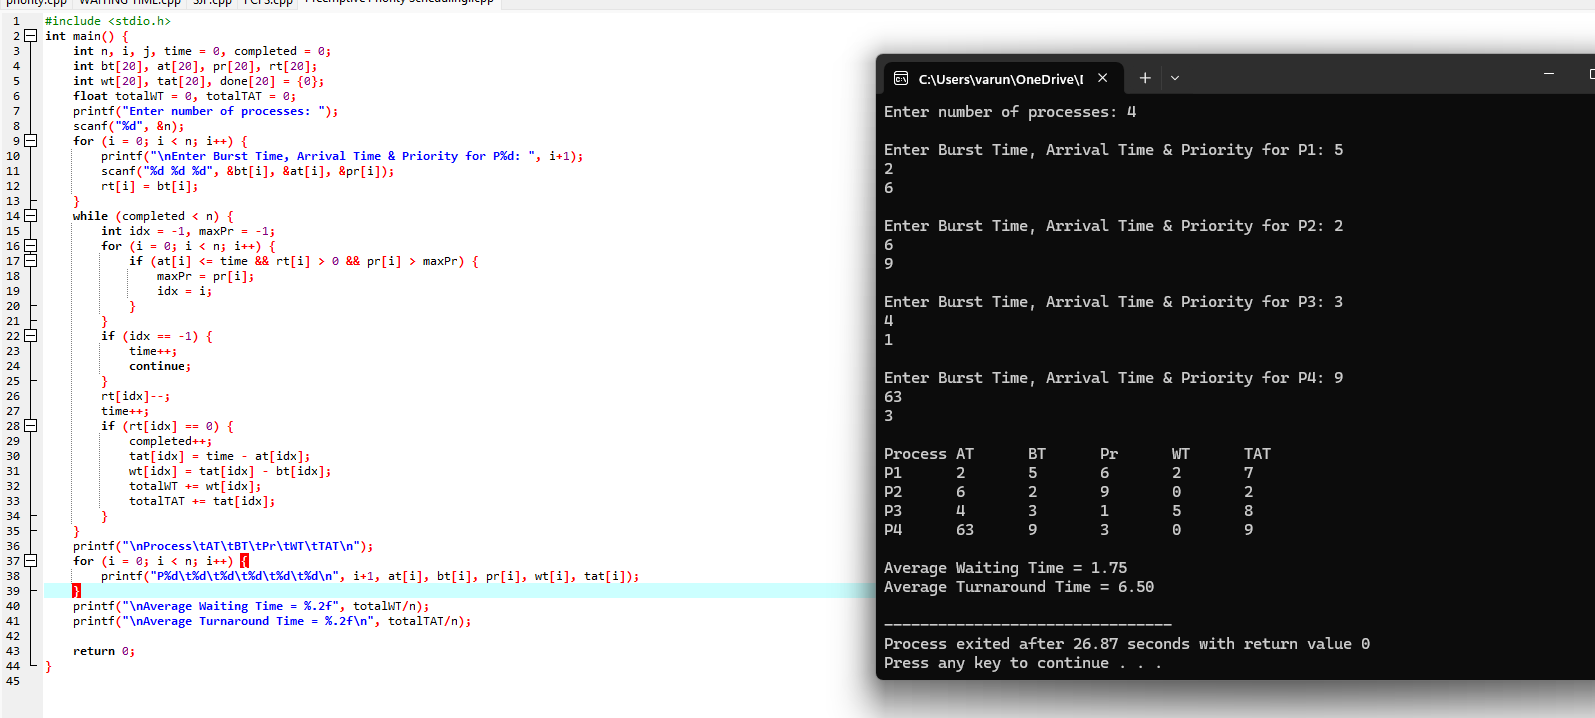 priority.cpp WAITING TIME.cpp SJF.cpp FCFS.cpp Preemptive Priority Scheduling.cpp
1 #include <stdio.h>
2 int main() {
3 int n, i, j, time = 0, completed = 0;
4 int bt[20], at[20], pr[20], rt[20];
5 int wt[20], tat[20], done[20] = {0};
6 float totalWT = 0, totalTAT = 0;
7 printf("Enter number of processes: ");
8 scanf("%d", &n);
9 for (i = 0; i < n; i++) {
10 printf("\nEnter Burst Time, Arrival Time & Priority for P%d: ", i+1);
11 scanf("%d %d %d", &bt[i], &at[i], &pr[i]);
12 rt[i] = bt[i];
13 }
14 while (completed < n) {
15 int idx = -1, maxPr = -1;
16 for (i = 0; i < n; i++) {
17 if (at[i] <= time && rt[i] > 0 && pr[i] > maxPr) {
18 maxPr = pr[i];
19 idx = i;
20 }
21 }
22 if (idx == -1) {
23 time++;
24 continue;
25 }
26 rt[idx]--;
27 time++;
28 if (rt[idx] == 0) {
29 completed++;
30 tat[idx] = time - at[idx];
31 wt[idx] = tat[idx] - bt[idx];
32 totalWT += wt[idx];
33 totalTAT += tat[idx];
34 }
35 }
36 printf("\nProcess\tAT\tBT\tPr\tWT\tTAT\n");
37 for (i = 0; i < n; i++) {
38 printf("P%d\t%d\t%d\t%d\t%d\t%d\n", i+1, at[i], bt[i], pr[i], wt[i], tat[i]);
39 }
40 printf("\nAverage Waiting Time = %.2f", totalWT/n);
41 printf("\nAverage Turnaround Time = %.2f\n", totalTAT/n);
42
43 return 0;
44 }
45
C:\Users\varun\OneDrive\
Enter number of processes: 4
Enter Burst Time, Arrival Time & Priority for P1: 5
2
6
Enter Burst Time, Arrival Time & Priority for P2: 2
6
9
Enter Burst Time, Arrival Time & Priority for P3: 3
4
1
Enter Burst Time, Arrival Time & Priority for P4: 9
63
3
Process AT BT Pr WT TAT
P1 2 5 6 2 7
P2 6 2 9 0 2
P3 4 3 1 5 8
P4 63 9 3 0 9
Average Waiting Time = 1.75
Average Turnaround Time = 6.50
--------------------------------
Process exited after 26.87 seconds with return value 0
Press any key to continue . . .